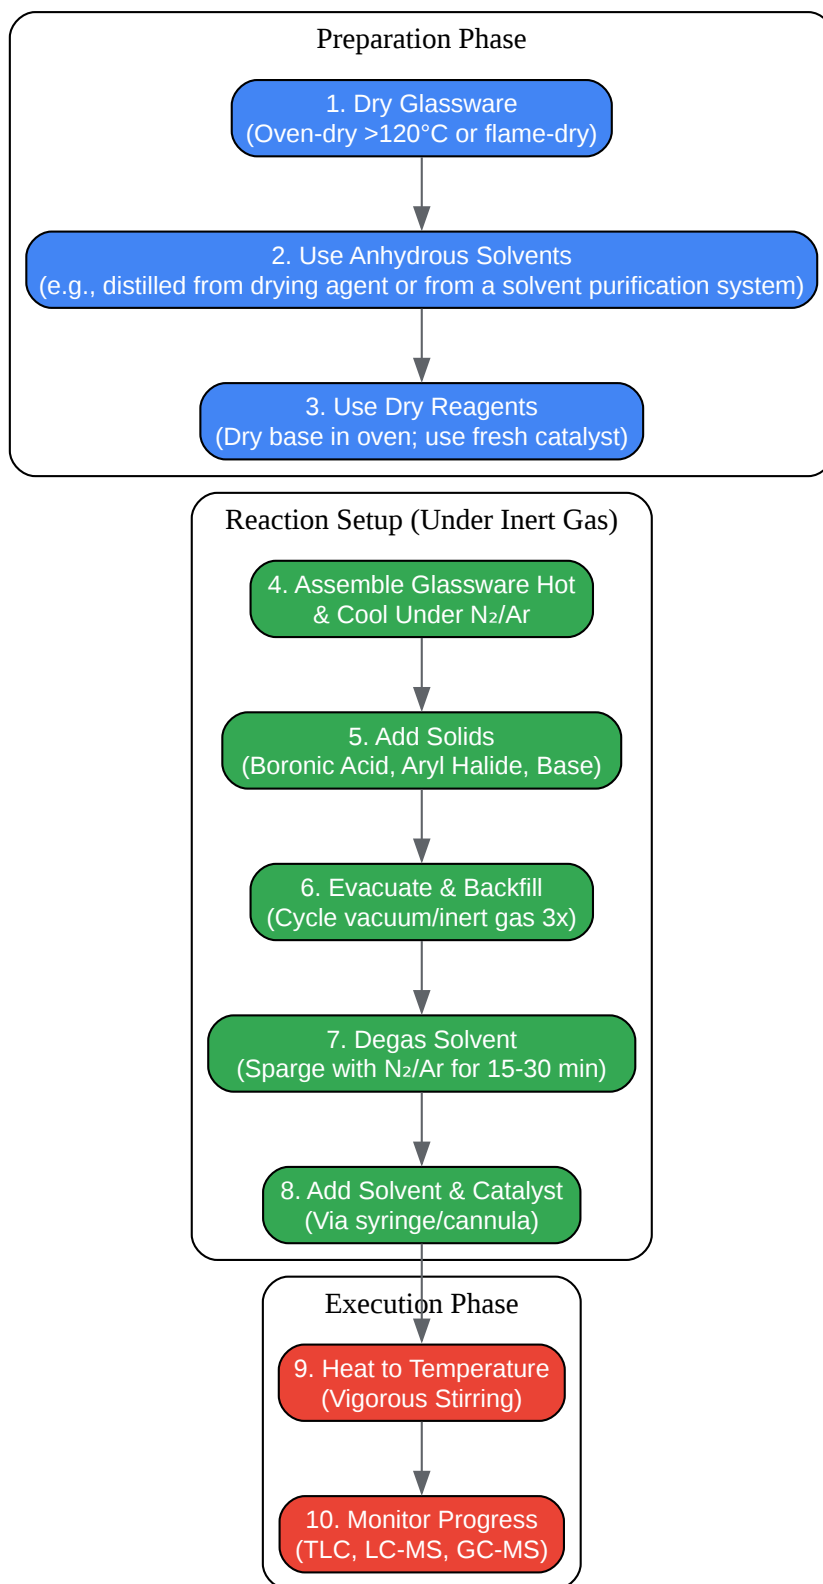 Preparation Phase
1. Dry Glassware
(Oven-dry >120°C or flame-dry)
2. Use Anhydrous Solvents
(e.g., distilled from drying agent or from a solvent purification system)
3. Use Dry Reagents
(Dry base in oven; use fresh catalyst)
Reaction Setup (Under Inert Gas)
4. Assemble Glassware Hot
& Cool Under N₂/Ar
5. Add Solids
(Boronic Acid, Aryl Halide, Base)
6. Evacuate & Backfill
(Cycle vacuum/inert gas 3x)
7. Degas Solvent
(Sparge with N₂/Ar for 15-30 min)
8. Add Solvent & Catalyst
(Via syringe/cannula)
Execution Phase
9. Heat to Temperature
(Vigorous Stirring)
10. Monitor Progress
(TLC, LC-MS, GC-MS)